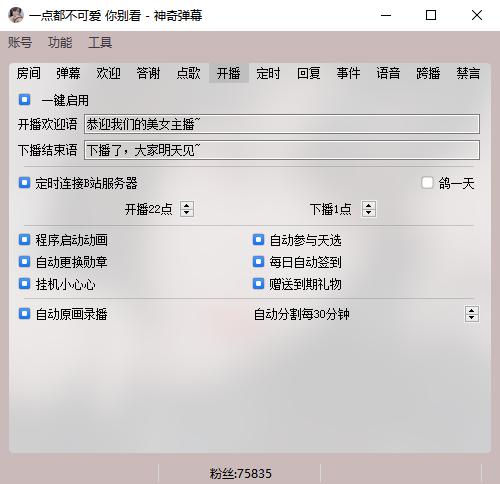 一点都不可爱 你别看 - 神奇弹幕
账号 功能 工具
房间 弹幕 欢迎 答谢 点歌 开播 定时 回复 事件 语音 跨播 禁言
一键启用
开播欢迎语 恭迎我们的美女主播~
下播结束语 下播了，大家明天见~
定时连接B站服务器 鸽一天
开播22点 下播1点
程序启动动画 自动参与天选
自动更换勋章 每日自动签到
挂机小心心 赠送到期礼物
自动原画录播 自动分割每30分钟
粉丝:75835